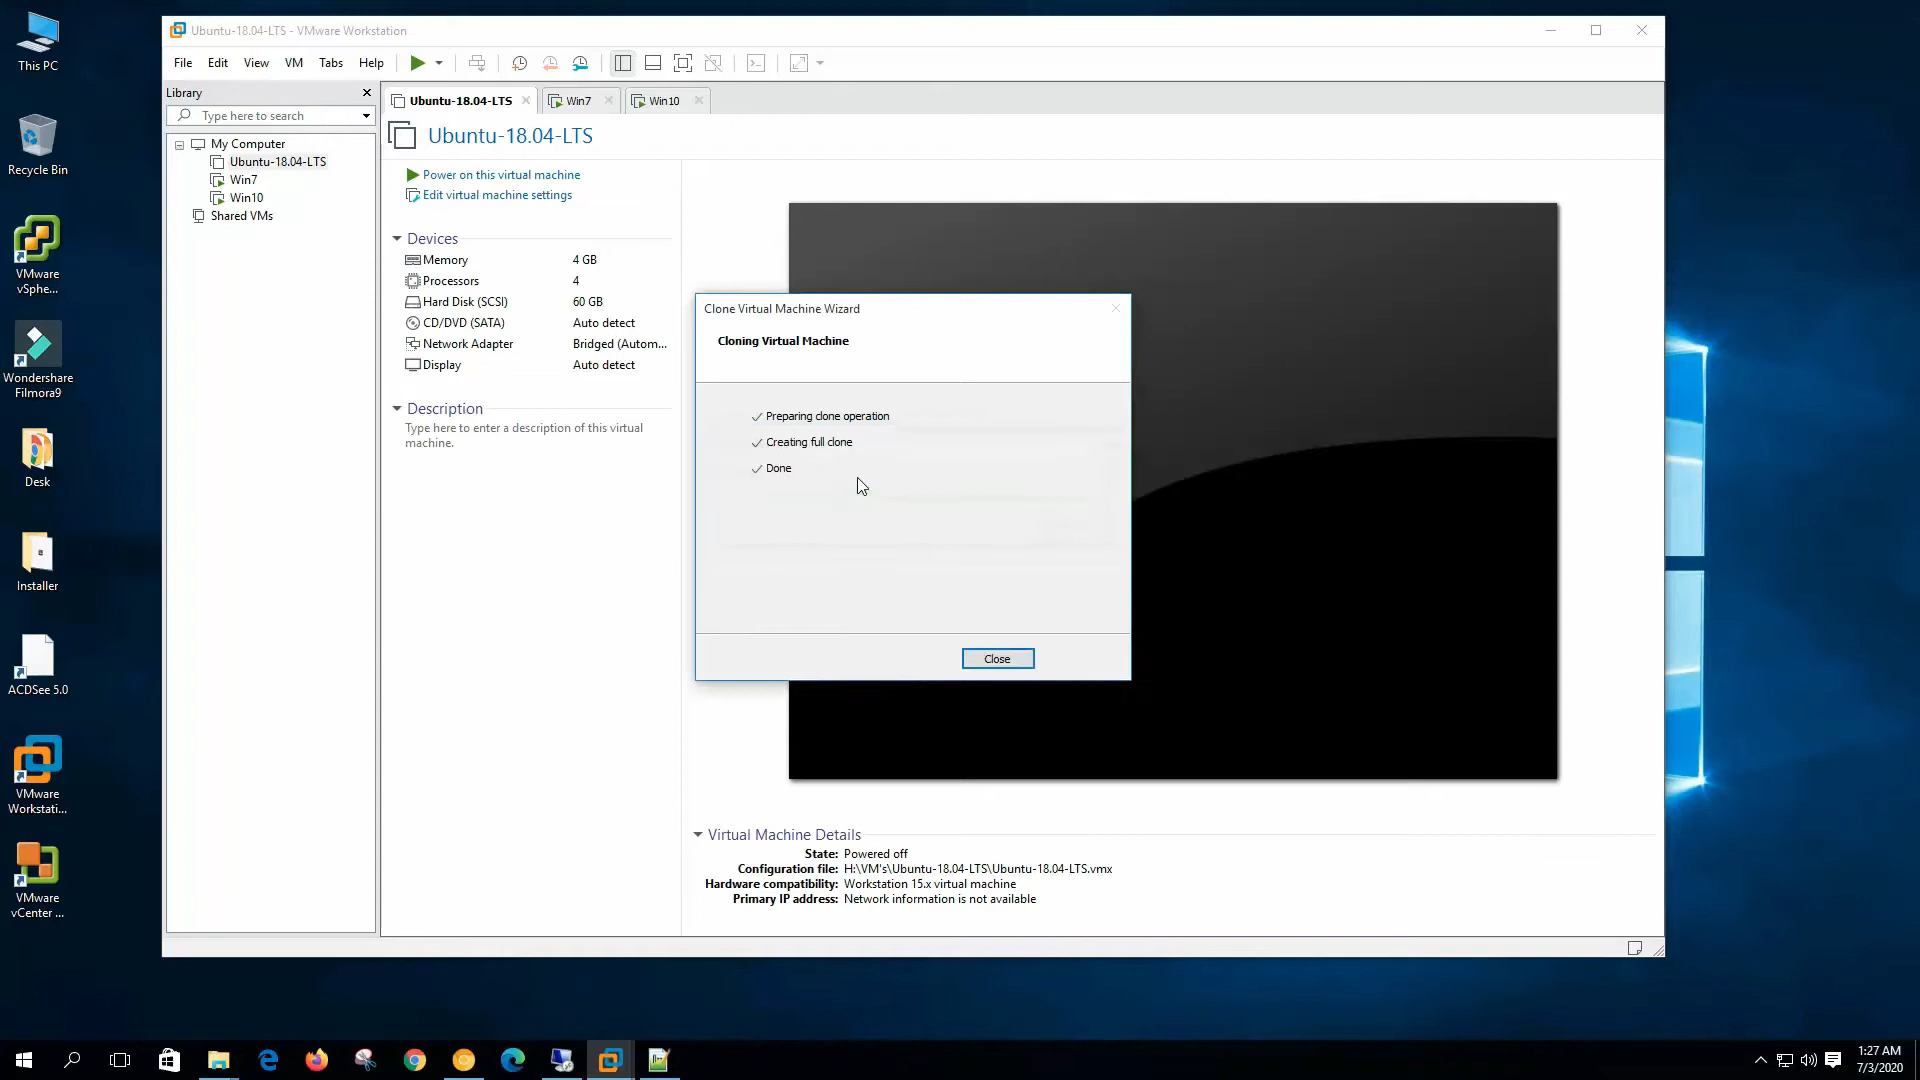 This PC
Recycle Bin
VMware
vSphe...
Wondershare
Filmora9
Desk
Installer
ACDSee 5.0
VMware
Workstati...
VMware
vCenter ...
Ubuntu-18.04-LTS - VMware Workstation
File Edit View VM Tabs Help
Library
Type here to search
My Computer
Ubuntu-18.04-LTS
Win7
Win10
Shared VMs
Ubuntu-18.04-LTS Win7 Win10
Ubuntu-18.04-LTS
Power on this virtual machine
Edit virtual machine settings
Devices
Memory 4 GB
Processors 4
Hard Disk (SCSI) 60 GB
CD/DVD (SATA) Auto detect
Network Adapter Bridged (Autom...
Display Auto detect
Description
Type here to enter a description of this virtual
machine.
Clone Virtual Machine Wizard
Cloning Virtual Machine
Preparing clone operation
Creating full clone
Done
Close
Virtual Machine Details
State: Powered off
Configuration file: H:\VM's\Ubuntu-18.04-LTS\Ubuntu-18.04-LTS.vmx
Hardware compatibility: Workstation 15.x virtual machine
Primary IP address: Network information is not available
1:27 AM
7/3/2020